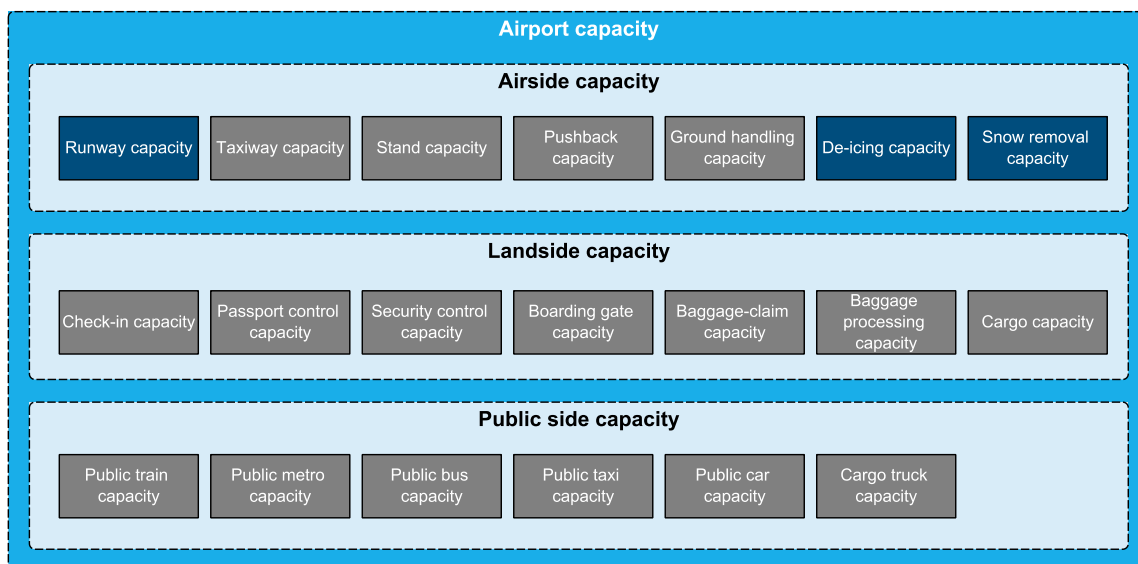 Airport capacity
Airside capacity
Runway capacity
Taxiway capacity
Stand capacity
Pushback
capacity
Ground handling
capacity
De-icing capacity
Snow removal
capacity
Landside capacity
Check-in capacity
Passport control
capacity
Security control
capacity
Boarding gate
capacity
Baggage-claim
capacity
Baggage
processing
capacity
Cargo capacity
Public side capacity
Public train
capacity
Public metro
capacity
Public bus
capacity
Public taxi
capacity
Public car
capacity
Cargo truck
capacity